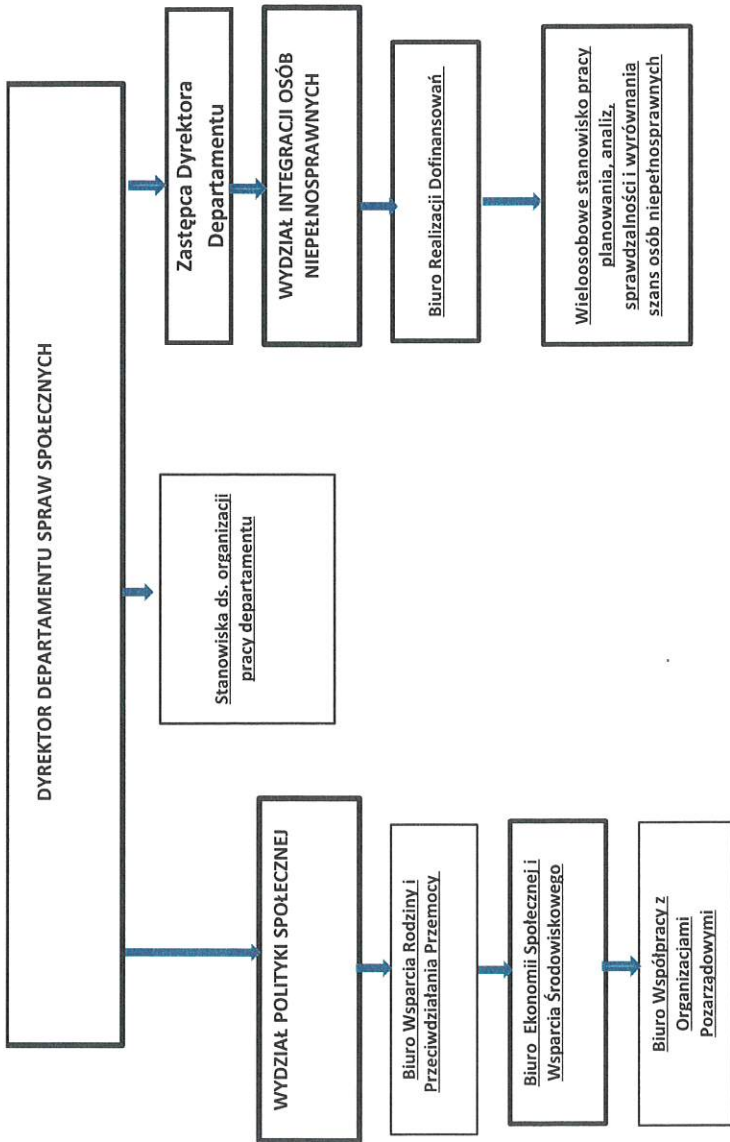 DYREKTOR DEPARTAMENTU SPRAW SPOŁECZNYCH
WYDZIAŁ POLITYKI SPOŁECZNEJ
Biuro Wsparcia Rodziny i
Przeciwdziałania Przemocy
Biuro Ekonomii Społecznej i
Wsparcia Środowiskowego
Biuro Współpracy z
Organizacjami
Pozarządowymi
Stanowiska ds. organizacji
pracy departamentu
Zastępca Dyrektora
Departamentu
WYDZIAŁ INTEGRACJI OSÓB
NIEPEŁNOSPRAWNYCH
Biuro Realizacji Dofinansowań
Wieloosobowe stanowisko pracy
planowania, analiz,
sprawdzalności i wyrównania
szans osób niepełnosprawnych